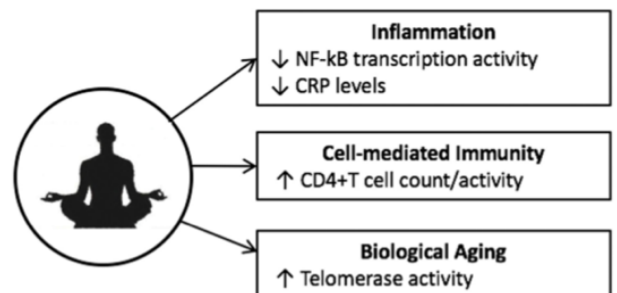 Inflammation
↓ NF-kB transcription activity
↓ CRP levels
Cell-mediated Immunity
↑ CD4+T cell count/activity
Biological Aging
↑ Telomerase activity